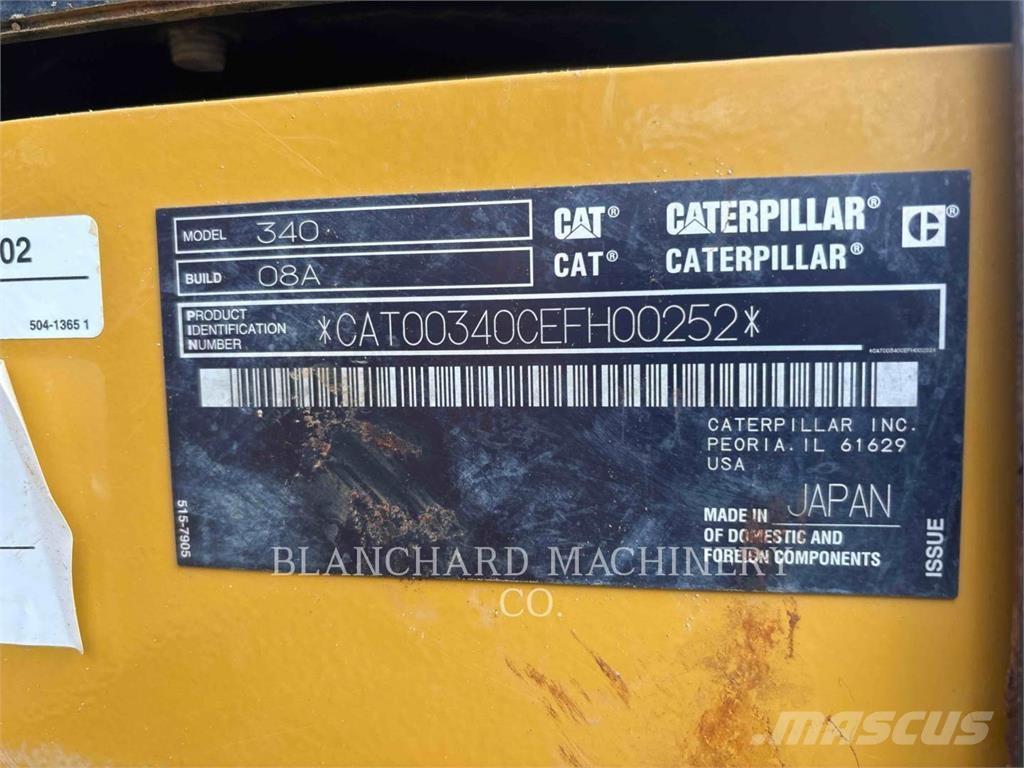 02
504-1365 1
MODEL 340
BUILD 08A
CAT® CATERPILLAR®
CAT® CATERPILLAR®
PRODUCT
IDENTIFICATION
NUMBER
*CAT00340CEFH00252*
*CAT00340CEFH00252*
CATERPILLAR INC.
PEORIA. IL 61629
USA
MADE IN JAPAN
OF DOMESTIC AND
FOREIGN COMPONENTS
515-7905
ISSUE
BLANCHARD MACHINERY
CO.
MASCUS